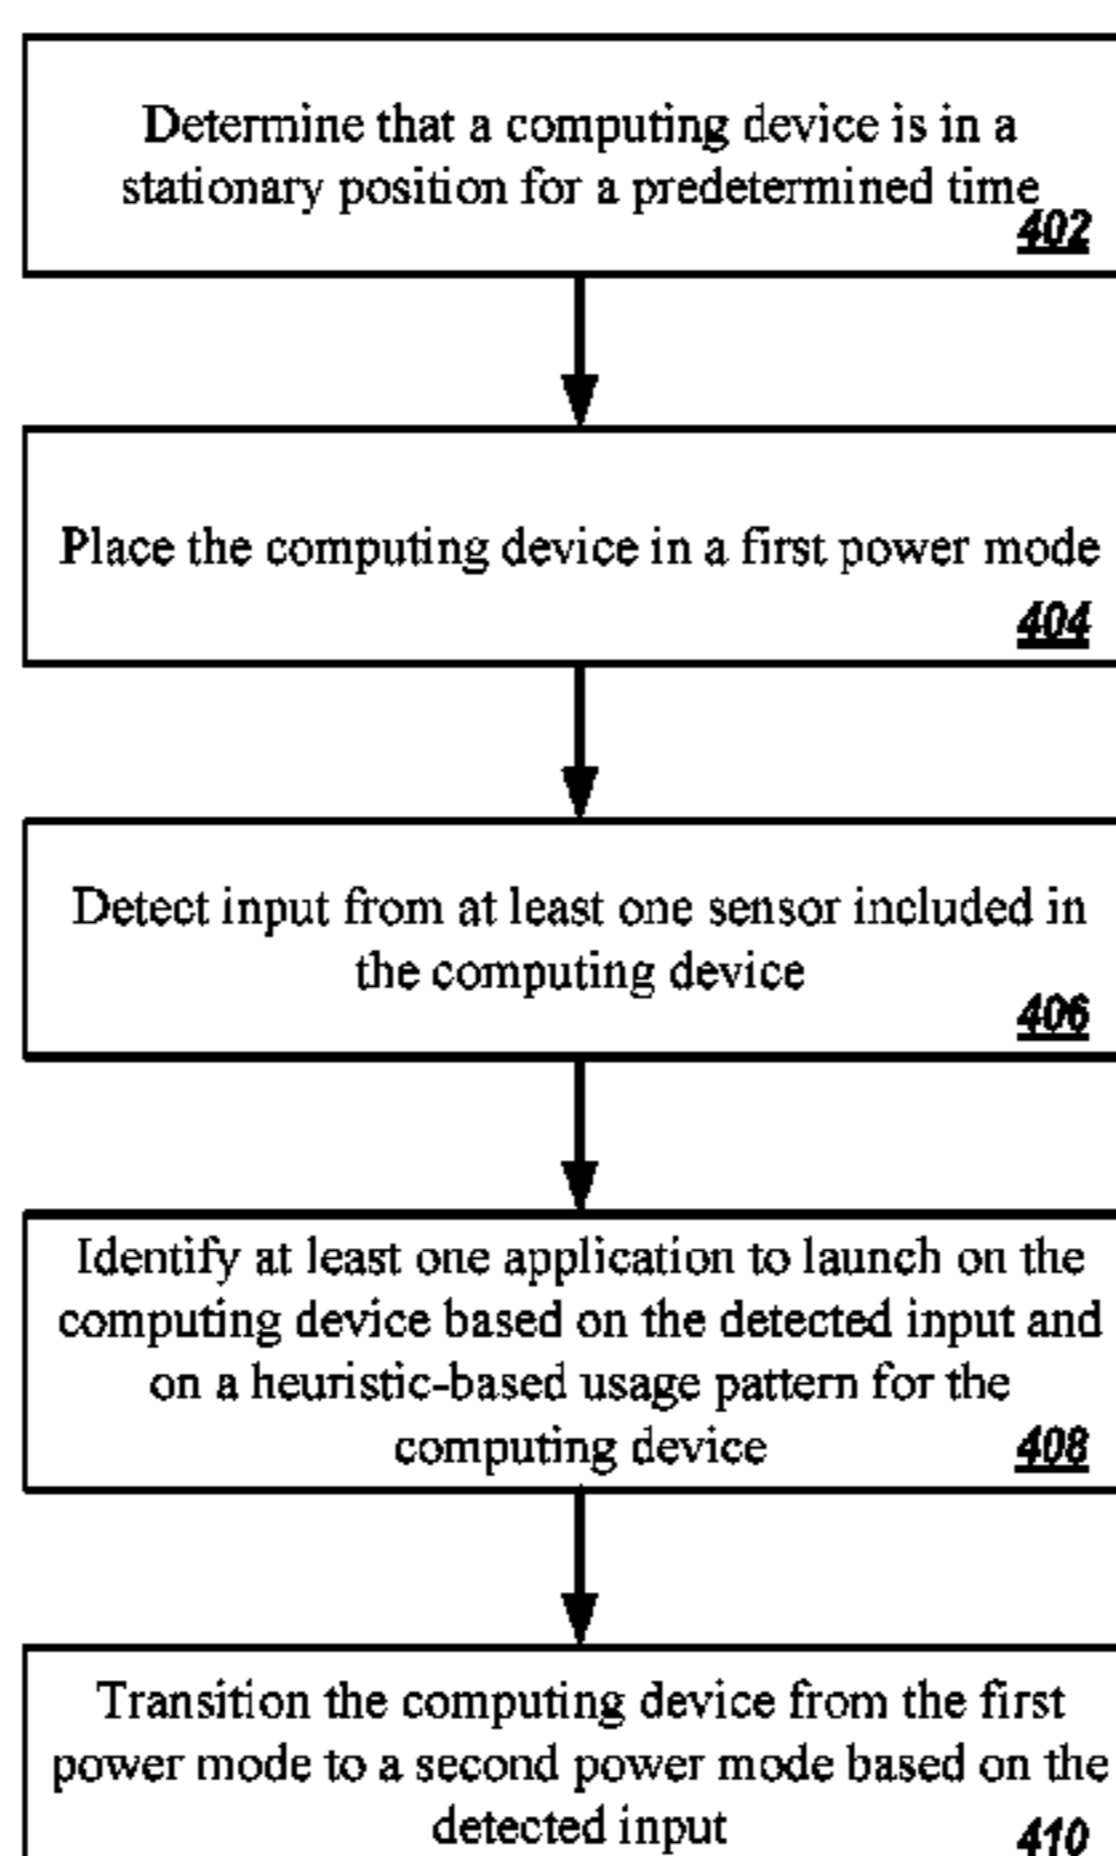 Determine that a computing device is in a
stationary position for a predetermined time
402
Place the computing device in a first power mode
404
Detect input from at least one sensor included in
the computing device
406
Identify at least one application to launch on the
computing device based on the detected input and
on a heuristic-based usage pattern for the
computing device
408
Transition the computing device from the first
power mode to a second power mode based on the
detected input
410